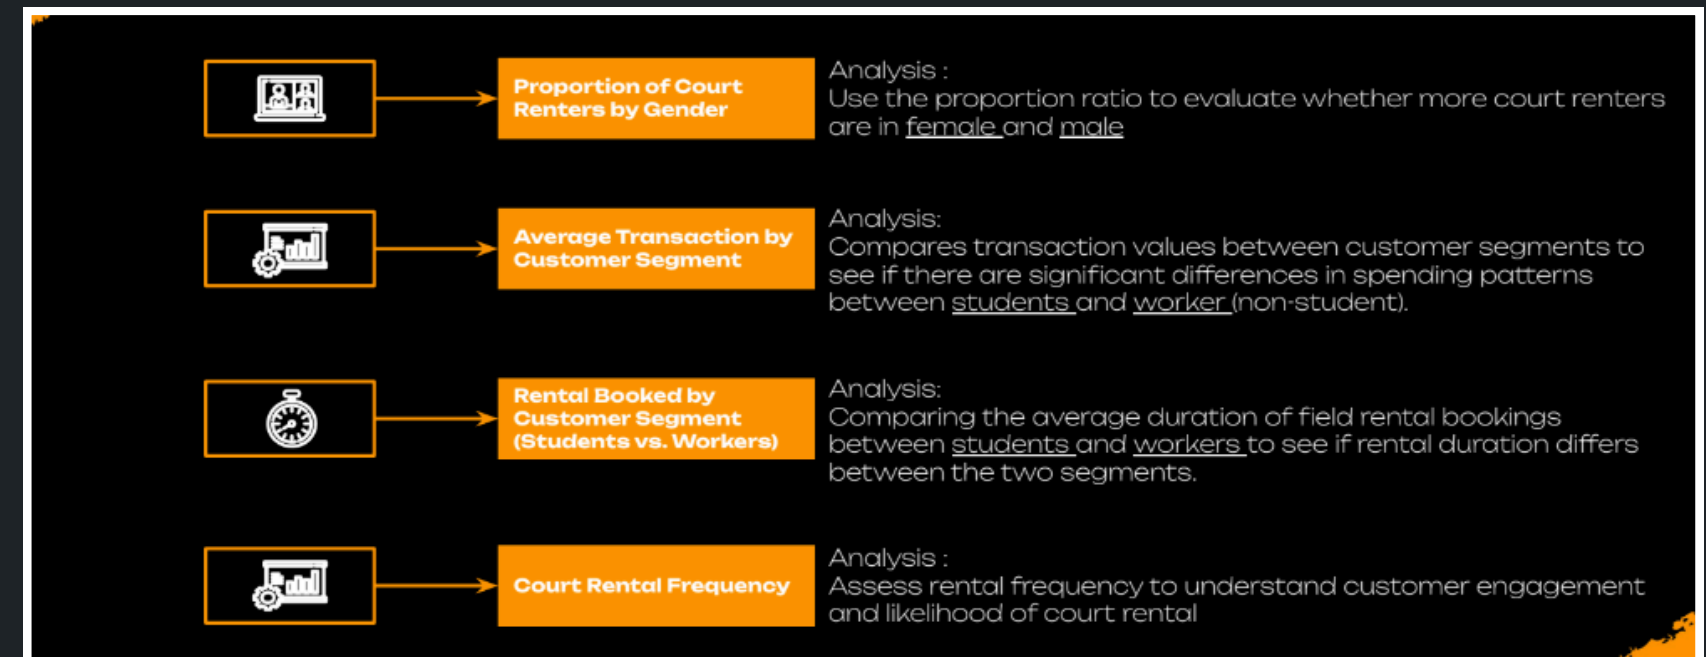 Proportion of Court
Renters by Gender
Analysis :
Use the proportion ratio to evaluate whether more court renters
are in female and male
Average Transaction by
Customer Segment
Analysis:
Compares transaction values between customer segments to
see if there are significant differences in spending patterns
between students and worker (non-student).
Rental Booked by
Customer Segment
(Students vs. Workers)
Analysis:
Comparing the average duration of field rental bookings
between students and workers to see if rental duration differs
between the two segments.
Court Rental Frequency
Analysis :
Assess rental frequency to understand customer engagement
and likelihood of court rental